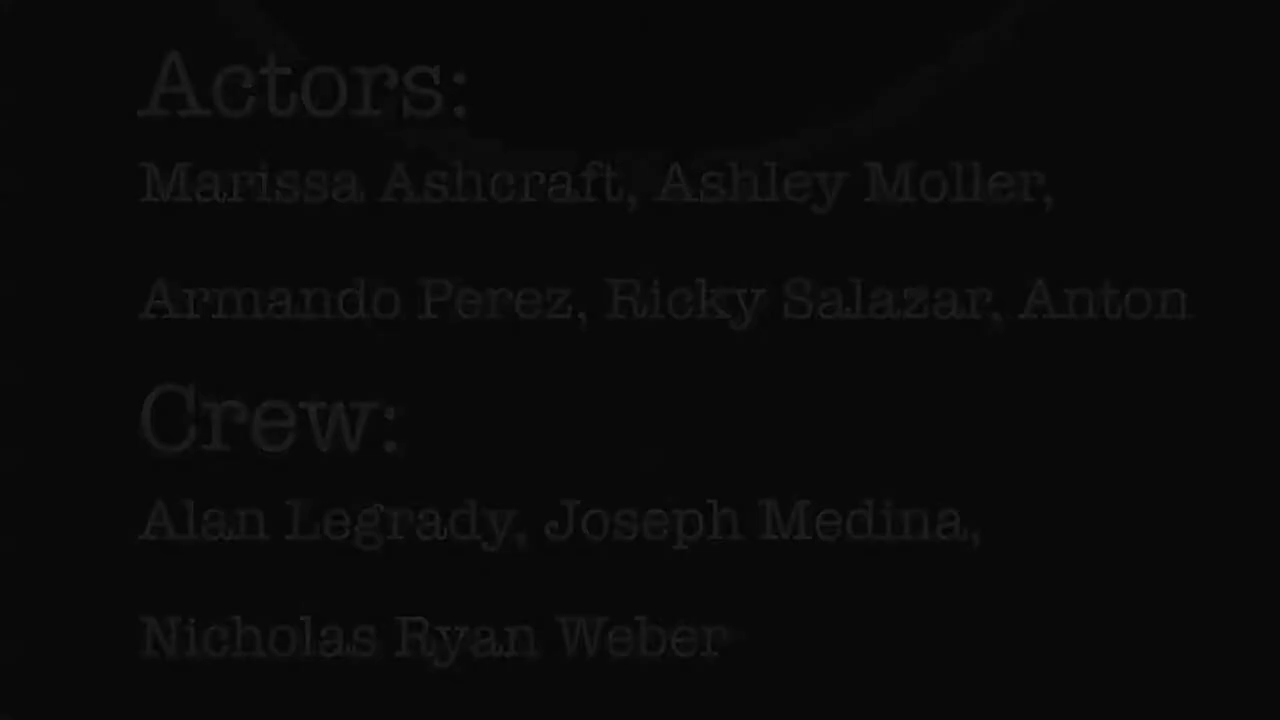 Actors:
Marissa Ashcraft, Ashley Moller,
Armando Perez, Ricky Salazar, Anton
Crew:
Alan Legrady, Joseph Medina,
Nicholas Ryan Weber